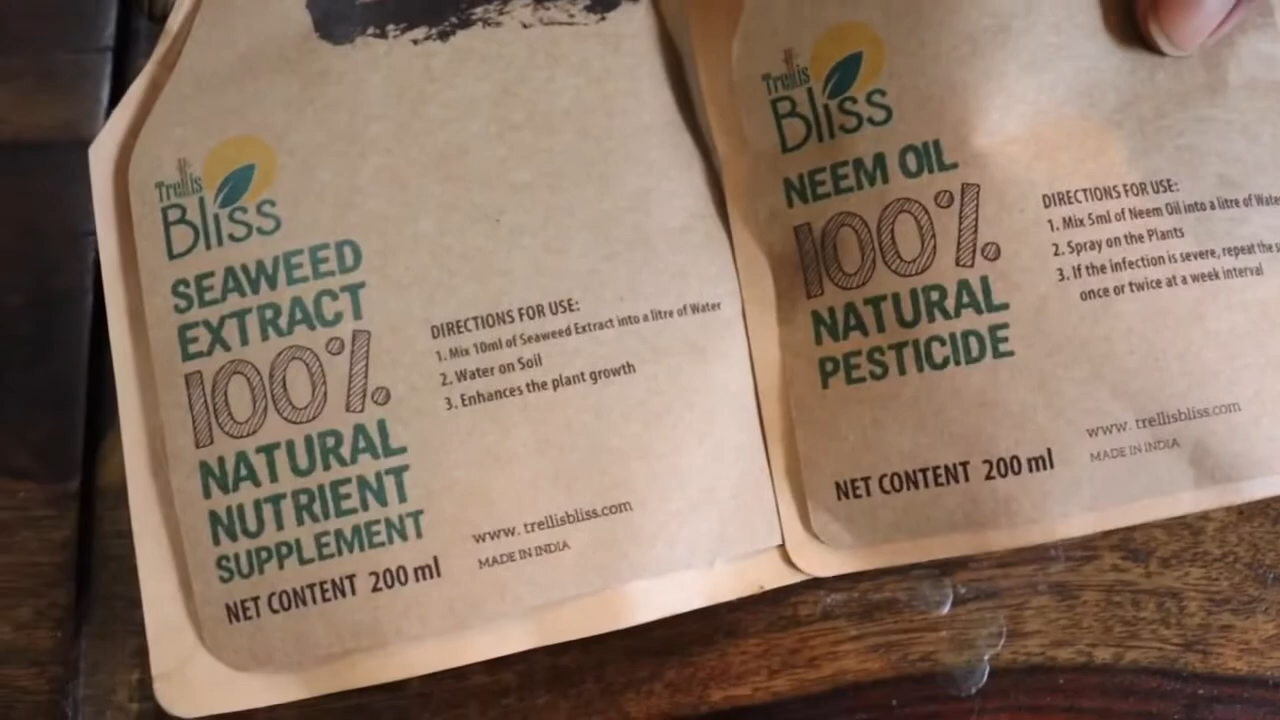 Trellis
Bliss
SEAWEED
EXTRACT
100%
NATURAL
NUTRIENT
SUPPLEMENT
NET CONTENT 200 ml
DIRECTIONS FOR USE:
1. Mix 10ml of Seaweed Extract into a litre of Water
2. Water on Soil
3. Enhances the plant growth
www.trellisbliss.com
MADE IN INDIA
Trellis
Bliss
NEEM OIL
100%
NATURAL
PESTICIDE
NET CONTENT 200 ml
DIRECTIONS FOR USE:
1. Mix 5ml of Neem Oil into a litre of Water
2. Spray on the Plants
3. If the infection is severe, repeat the
once or twice at a week interval
www.trellisbliss.com
MADE IN INDIA